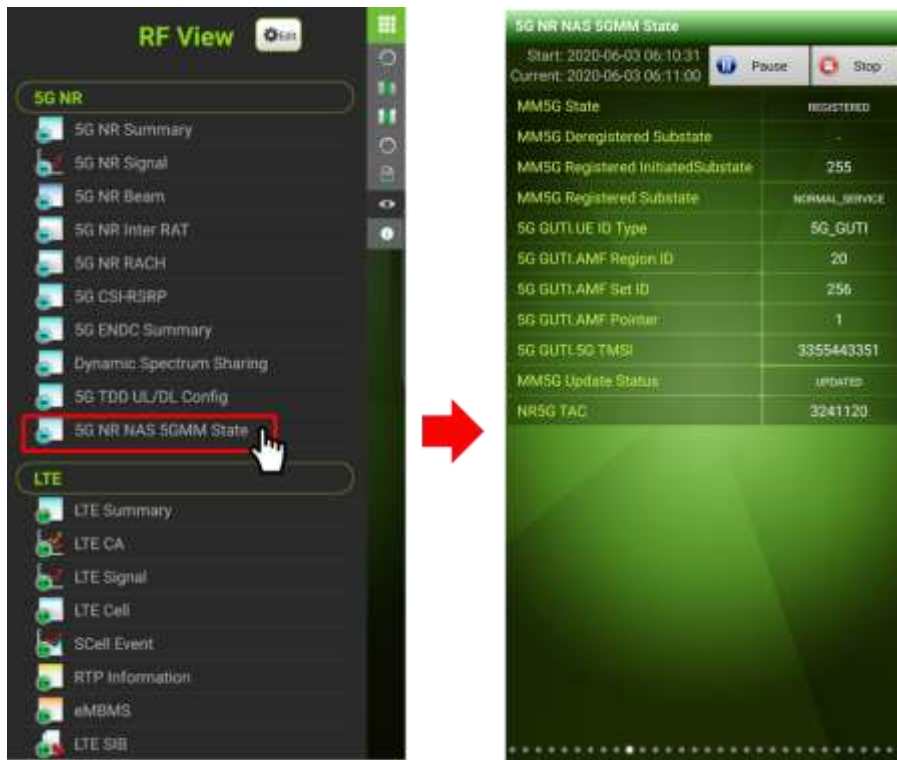 RF View
Edit
5G NR
5G NR Summary
5G NR Signal
5G NR Beam
5G NR Inter RAT
5G NR RACH
5G CSI-RSRP
5G ENDC Summary
Dynamic Spectrum Sharing
5G TDD UL/DL Config
5G NR NAS 5GMM State
LTE
LTE Summary
LTE CA
LTE Signal
LTE Cell
SCell Event
RTP Information
eMBMS
LTE SIB
5G NR NAS 5GMM State
Start: 2020-06-03 06:10:31
Current: 2020-06-03 06:11:00
Pause
Stop
MM5G State REGISTERED
MM5G Deregistered Substate -
MM5G Registered InitiatedSubstate 255
MM5G Registered Substate NORMAL_SERVICE
5G GUTI.UE ID Type 5G_GUTI
5G GUTI.AMF Region ID 20
5G GUTI.AMF Set ID 256
5G GUTI.AMF Pointer 1
5G GUTI.5G TMSI 3355443351
MM5G Update Status UPDATED
NR5G TAC 3241120